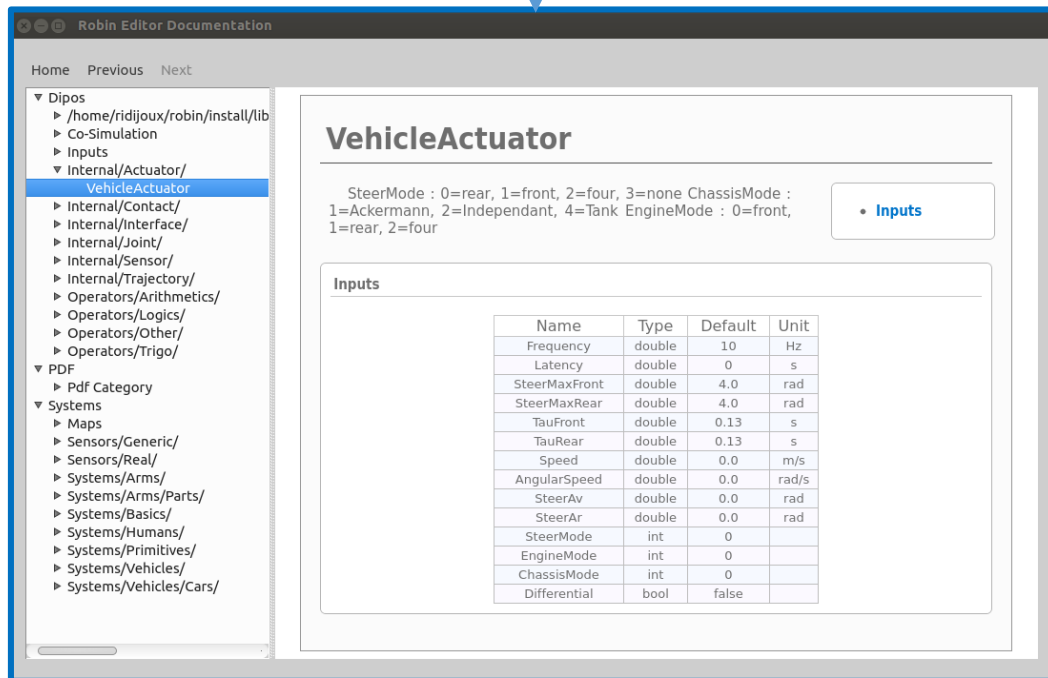 Robin Editor Documentation
Home Previous Next
Dipos
/home/ridijoux/robin/install/lib
Co-Simulation
Inputs
Internal/Actuator/
VehicleActuator
Internal/Contact/
Internal/Interface/
Internal/Joint/
Internal/Sensor/
Internal/Trajectory/
Operators/Arithmetics/
Operators/Logics/
Operators/Other/
Operators/Trigo/
PDF
Pdf Category
Systems
Maps
Sensors/Generic/
Sensors/Real/
Systems/Arms/
Systems/Arms/Parts/
Systems/Basics/
Systems/Humans/
Systems/Primitives/
Systems/Vehicles/
Systems/Vehicles/Cars/
VehicleActuator
SteerMode : 0=rear, 1=front, 2=four, 3=none ChassisMode :
1=Ackermann, 2=Independant, 4=Tank EngineMode : 0=front,
1=rear, 2=four
• Inputs
Inputs
Name Type Default Unit
Frequency double 10 Hz
Latency double 0 s
SteerMaxFront double 4.0 rad
SteerMaxRear double 4.0 rad
TauFront double 0.13 s
TauRear double 0.13 s
Speed double 0.0 m/s
AngularSpeed double 0.0 rad/s
SteerAv double 0.0 rad
SteerAr double 0.0 rad
SteerMode int 0
EngineMode int 0
ChassisMode int 0
Differential bool false